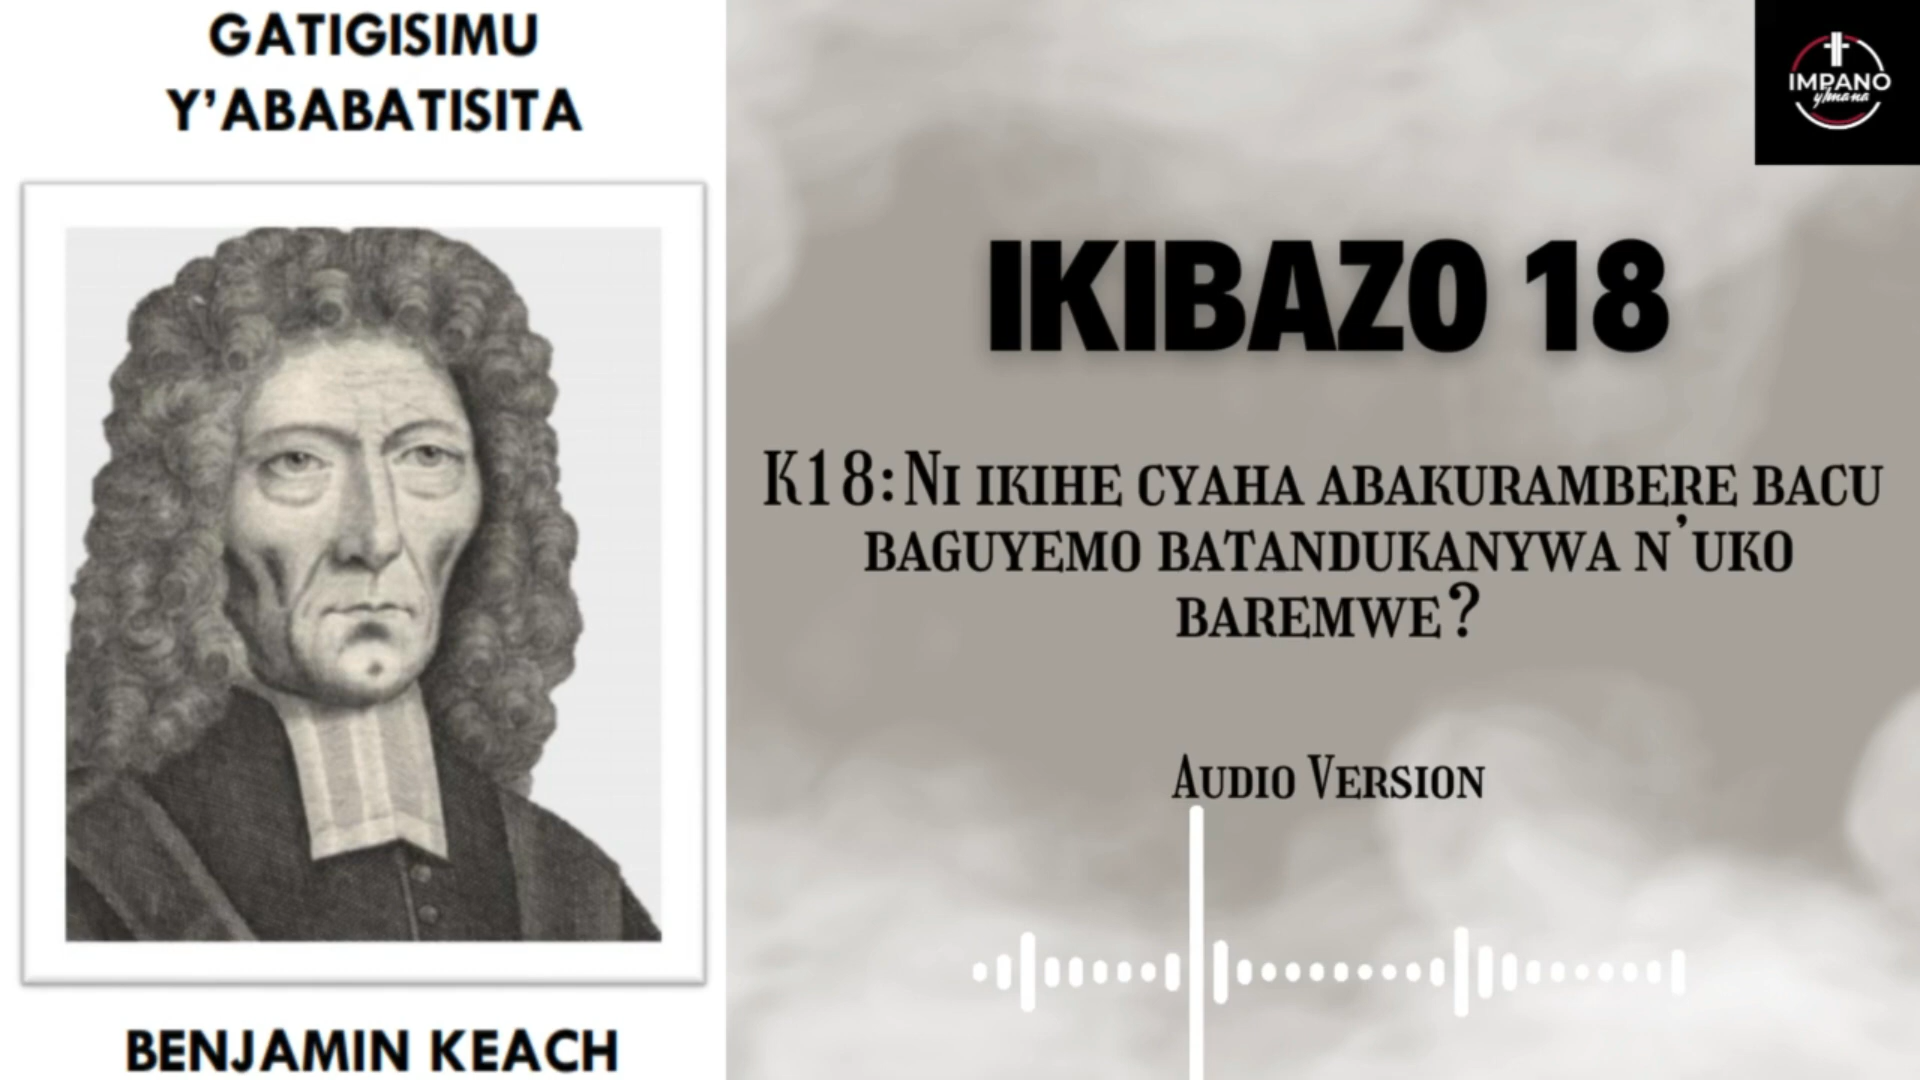 GATIGISIMU
Y'ABABATISITA
BENJAMIN KEACH
IMPANO
y'Imana
IKIBAZO 18
K18: NI IKIHE CYAHA ABAKURAMBERE BACU
BAGUYEMO BATANDUKANYWA N'UKO
BAREMWE?
AUDIO VERSION